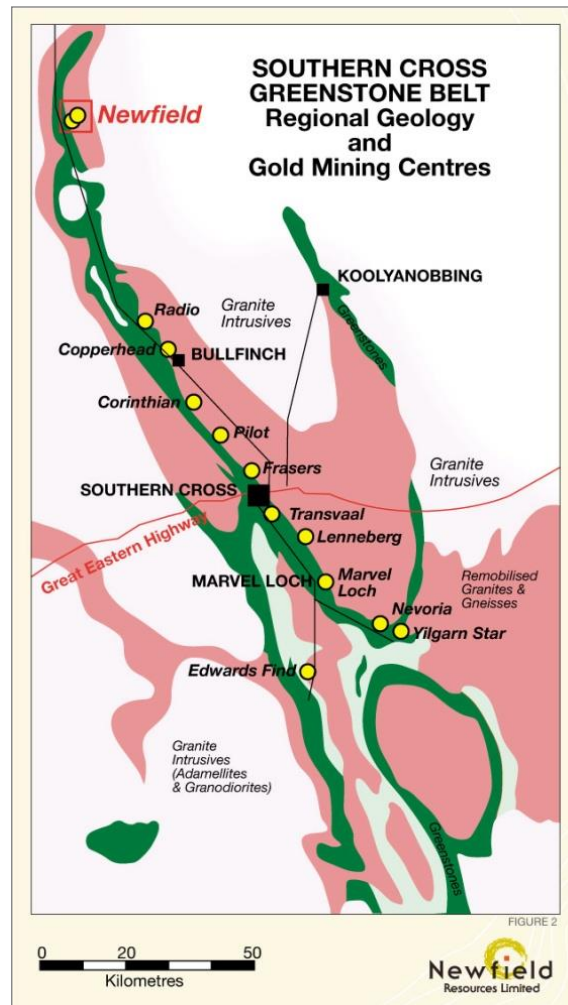 SOUTHERN CROSS
GREENSTONE BELT
Regional Geology
and
Gold Mining Centres
Newfield
KOOLYANOBBING
Greenstones
Granite
Intrusives
Radio
Copperhead
BULLFINCH
Corinthian
Pilot
Frasers
Granite
Intrusives
SOUTHERN CROSS
Transvaal
Great Eastern Highway
Lenneberg
MARVEL LOCH
Marvel
Loch
Remobilised
Granites &
Gneisses
Nevoria
Yilgarn Star
Edwards Find
Granite
Intrusives
(Adamellites
& Granodiorites)
Greenstones
FIGURE 2
0 20 50
Kilometres
Newfield
Resources Limited